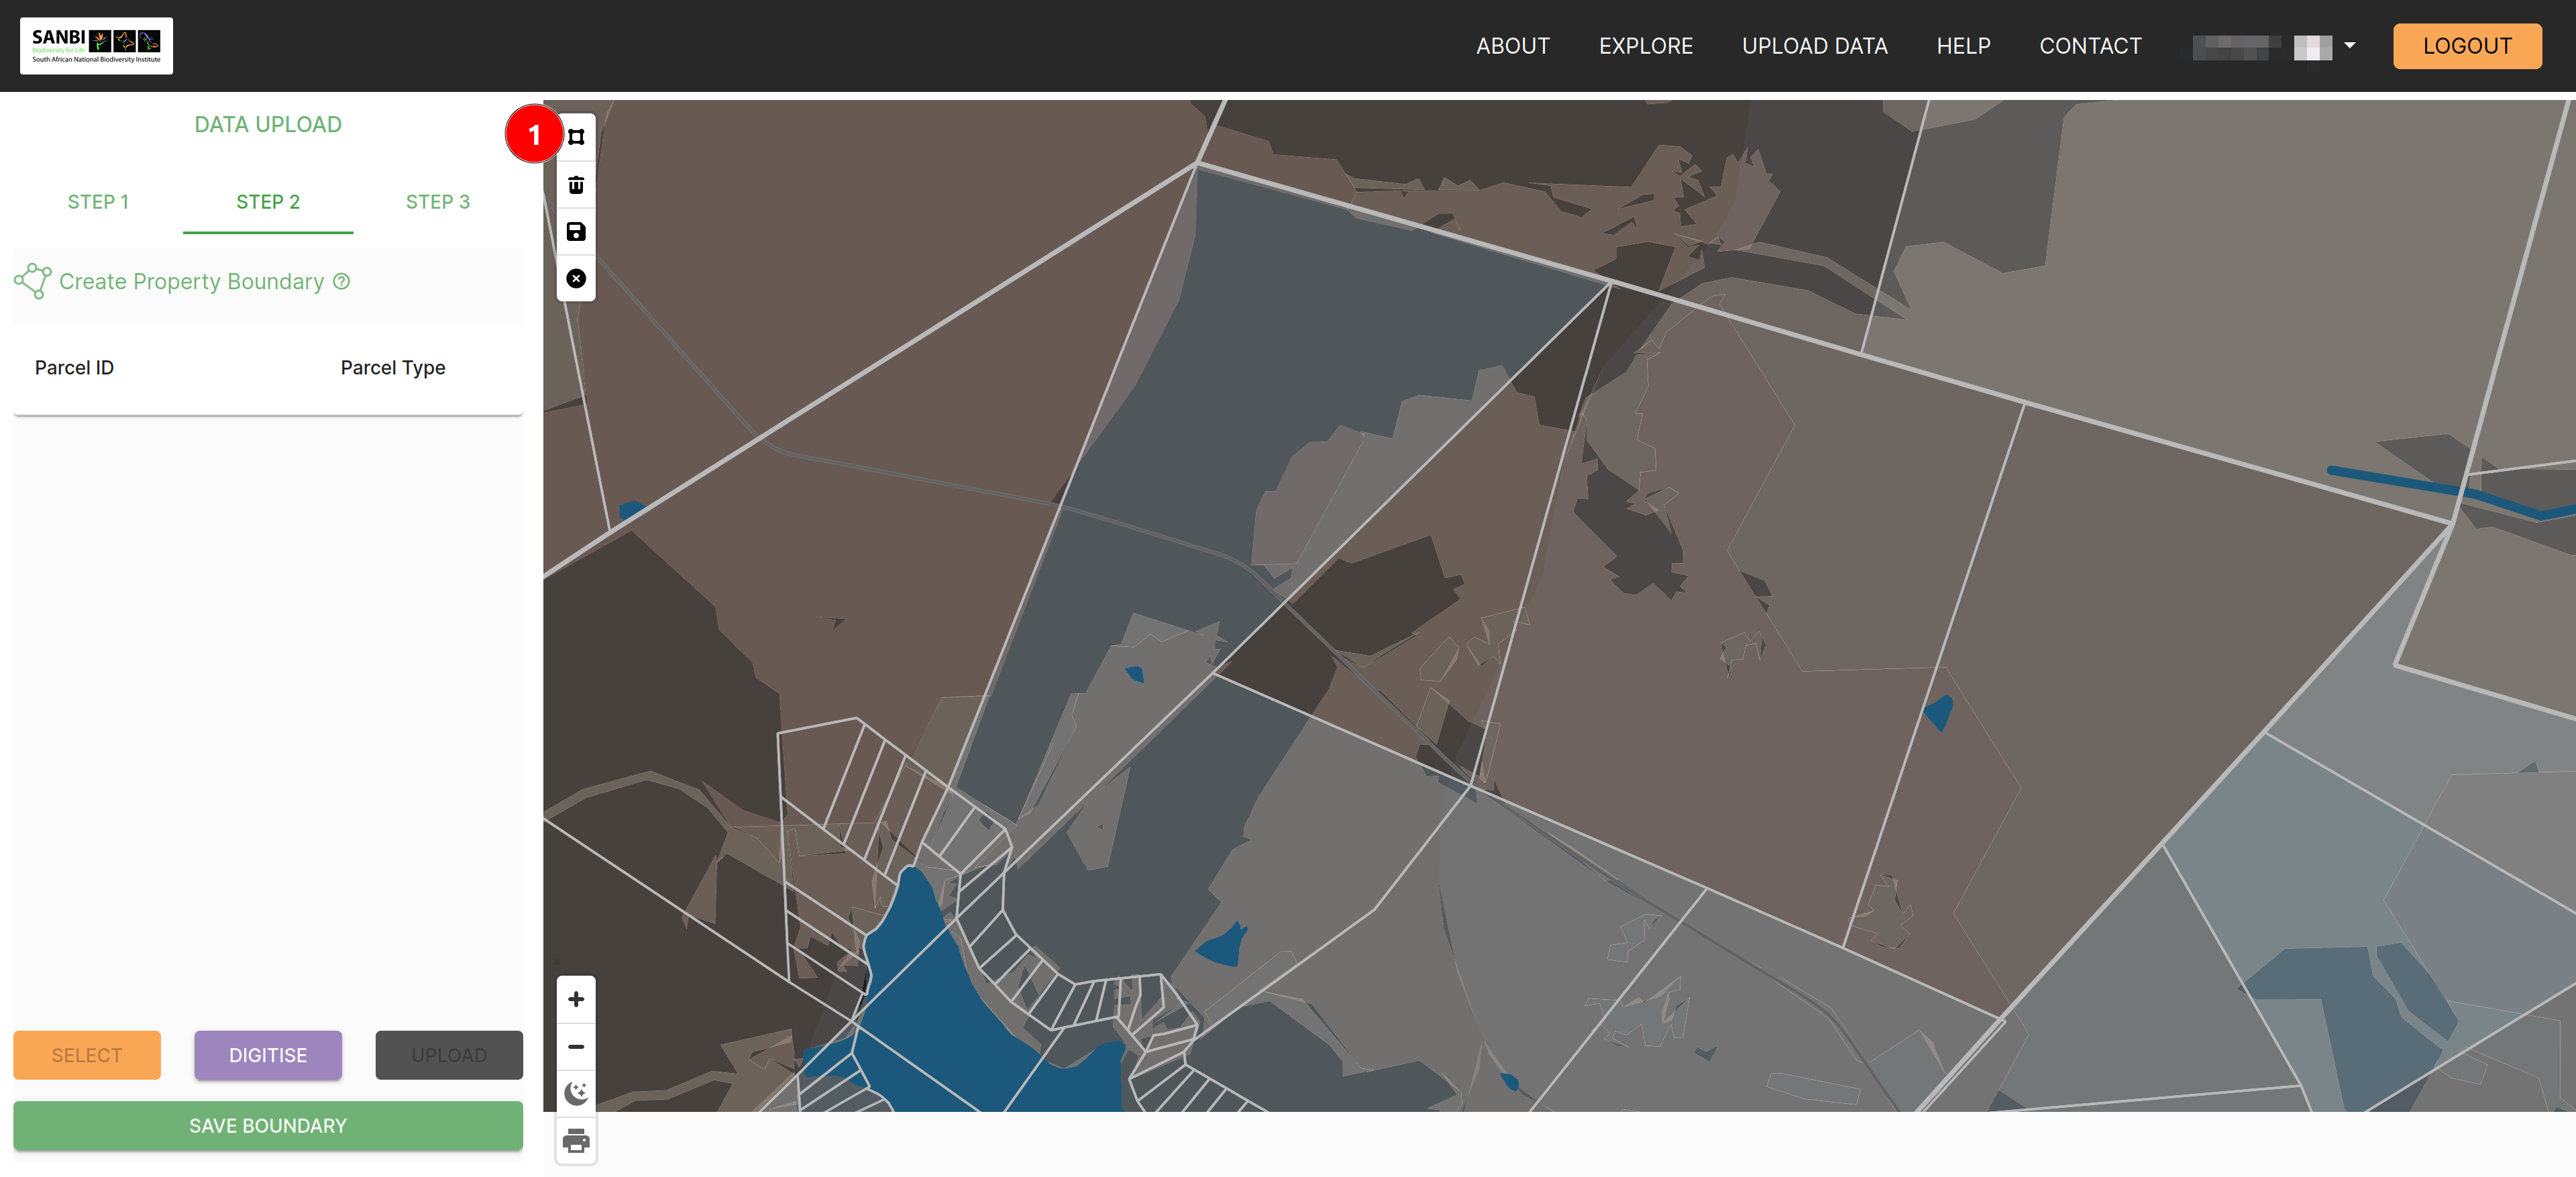 SANBI
Biodiversity for Life
South African National Biodiversity Institute
ABOUT
EXPLORE
UPLOAD DATA
HELP
CONTACT
LOGOUT
DATA UPLOAD
STEP 1
STEP 2
STEP 3
Create Property Boundary
Parcel ID
Parcel Type
1
SELECT
DIGITISE
UPLOAD
SAVE BOUNDARY